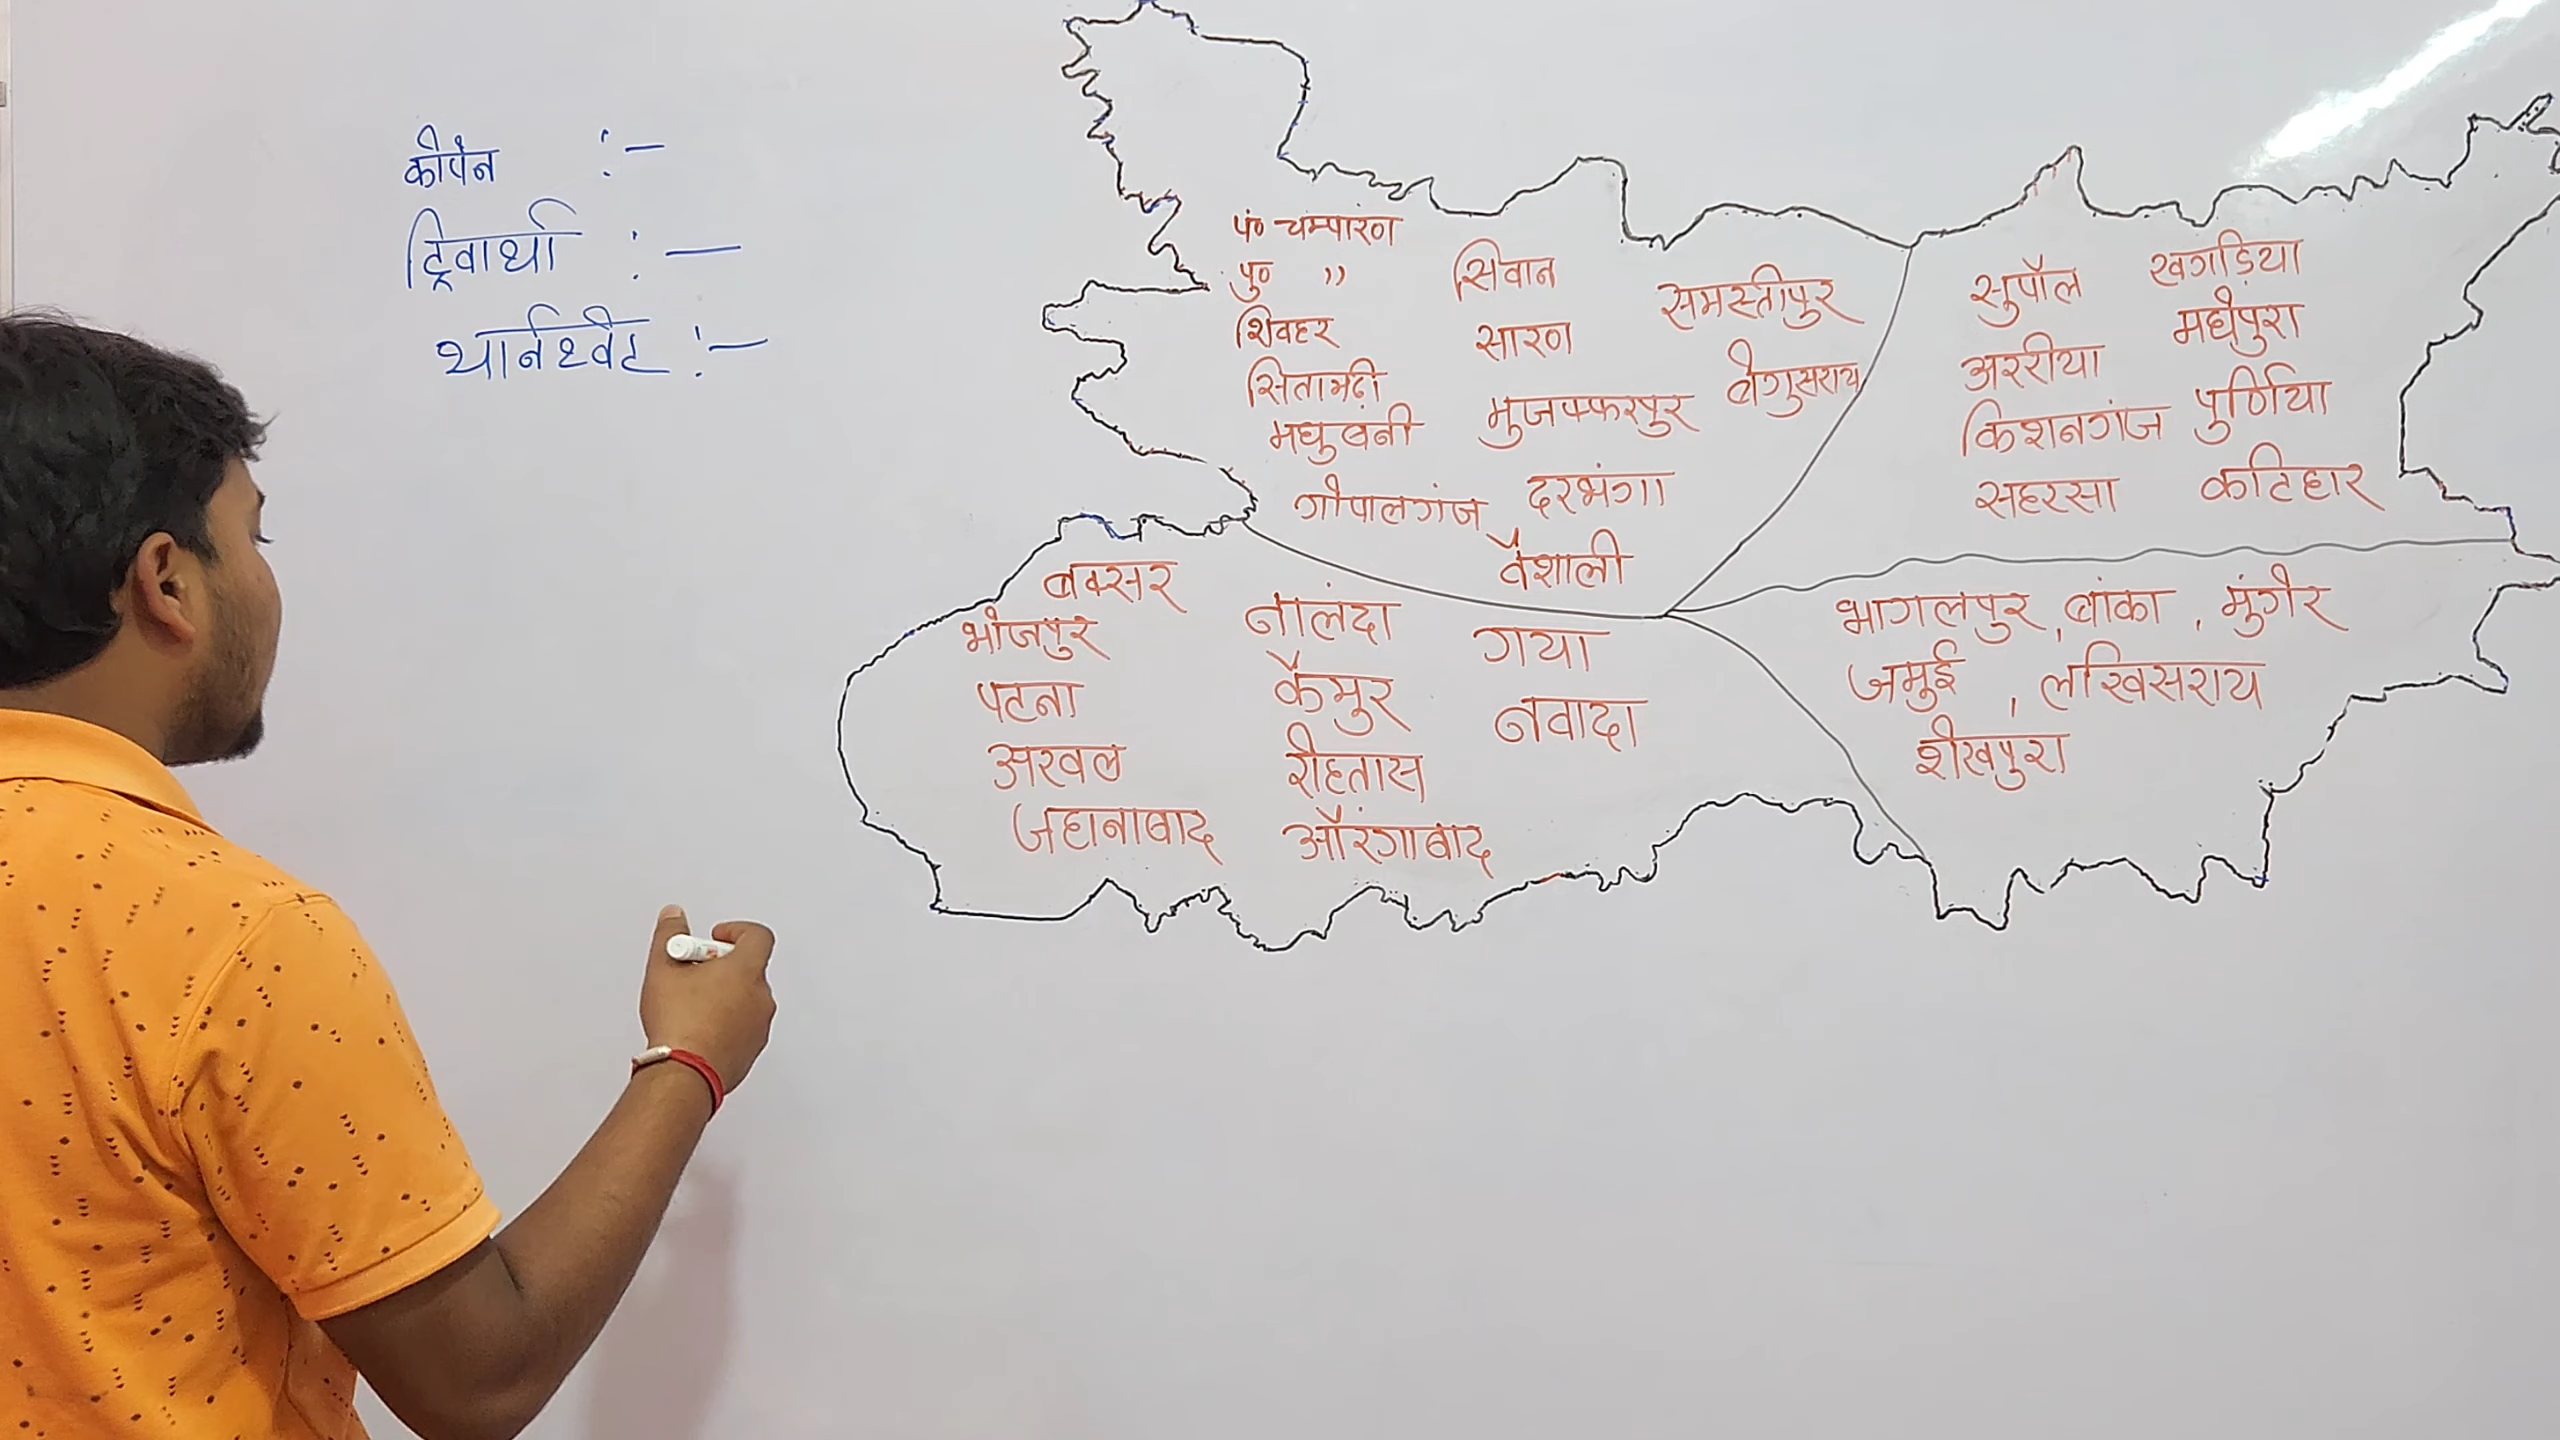 कोपेन :-
ट्रिवार्था :-
थार्नथ्वेट :-
पं० चम्पारण
पु० "
शिवहर
सितामढ़ी
मधुबनी
गोपालगंज
सिवान
सारण
मुजफ्फरपुर
दरभंगा
वैशाली
समस्तीपुर
बेगुसराय
सुपौल
अररीया
किशनगंज
सहरसा
खगड़िया
मधेपुरा
पुर्णिया
कटिहार
बक्सर
भोजपुर
पटना
अरवल
जहानाबाद
नालंदा
कैमुर
रोहतास
औरंगाबाद
गया
नवादा
भागलपुर, बांका, मुंगेर
जमुई, लखिसराय
शेखपुरा